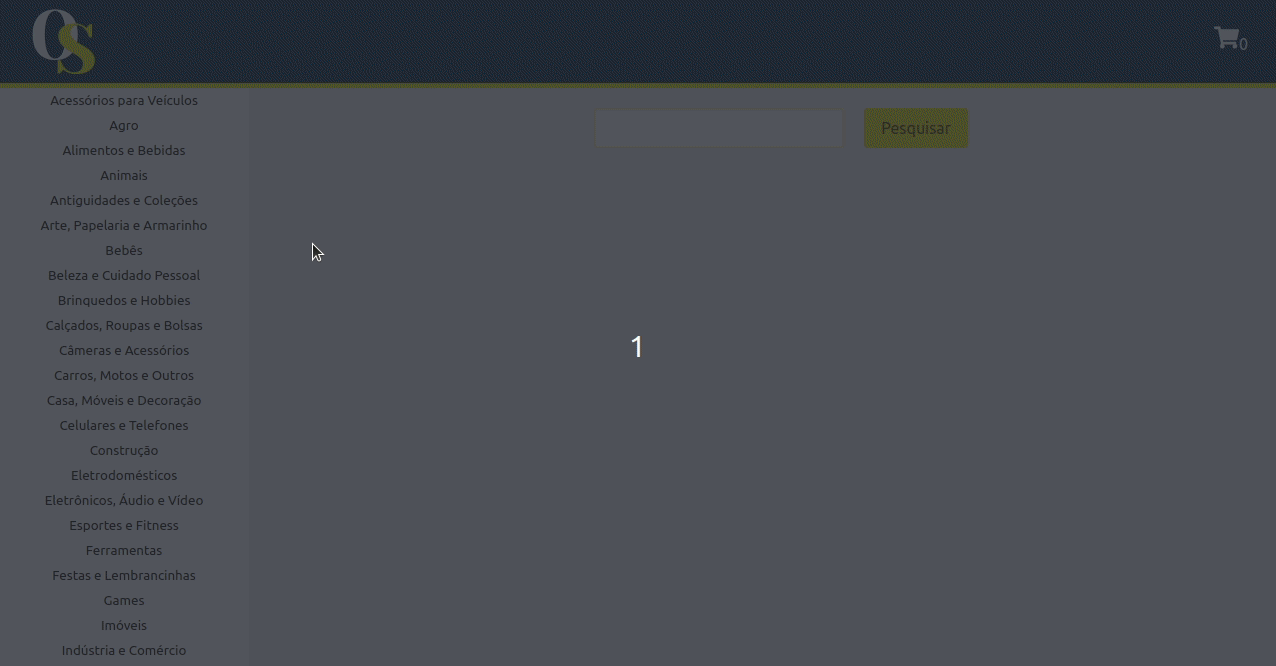 OS
0
Pesquisar
Acessórios para Veículos
Agro
Alimentos e Bebidas
Animais
Antiguidades e Coleções
Arte, Papelaria e Armarinho
Bebês
Beleza e Cuidado Pessoal
Brinquedos e Hobbies
Calçados, Roupas e Bolsas
Câmeras e Acessórios
Carros, Motos e Outros
Casa, Móveis e Decoração
Celulares e Telefones
Construção
Eletrodomésticos
Eletrônicos, Áudio e Vídeo
Esportes e Fitness
Ferramentas
Festas e Lembrancinhas
Games
Imóveis
Indústria e Comércio
1